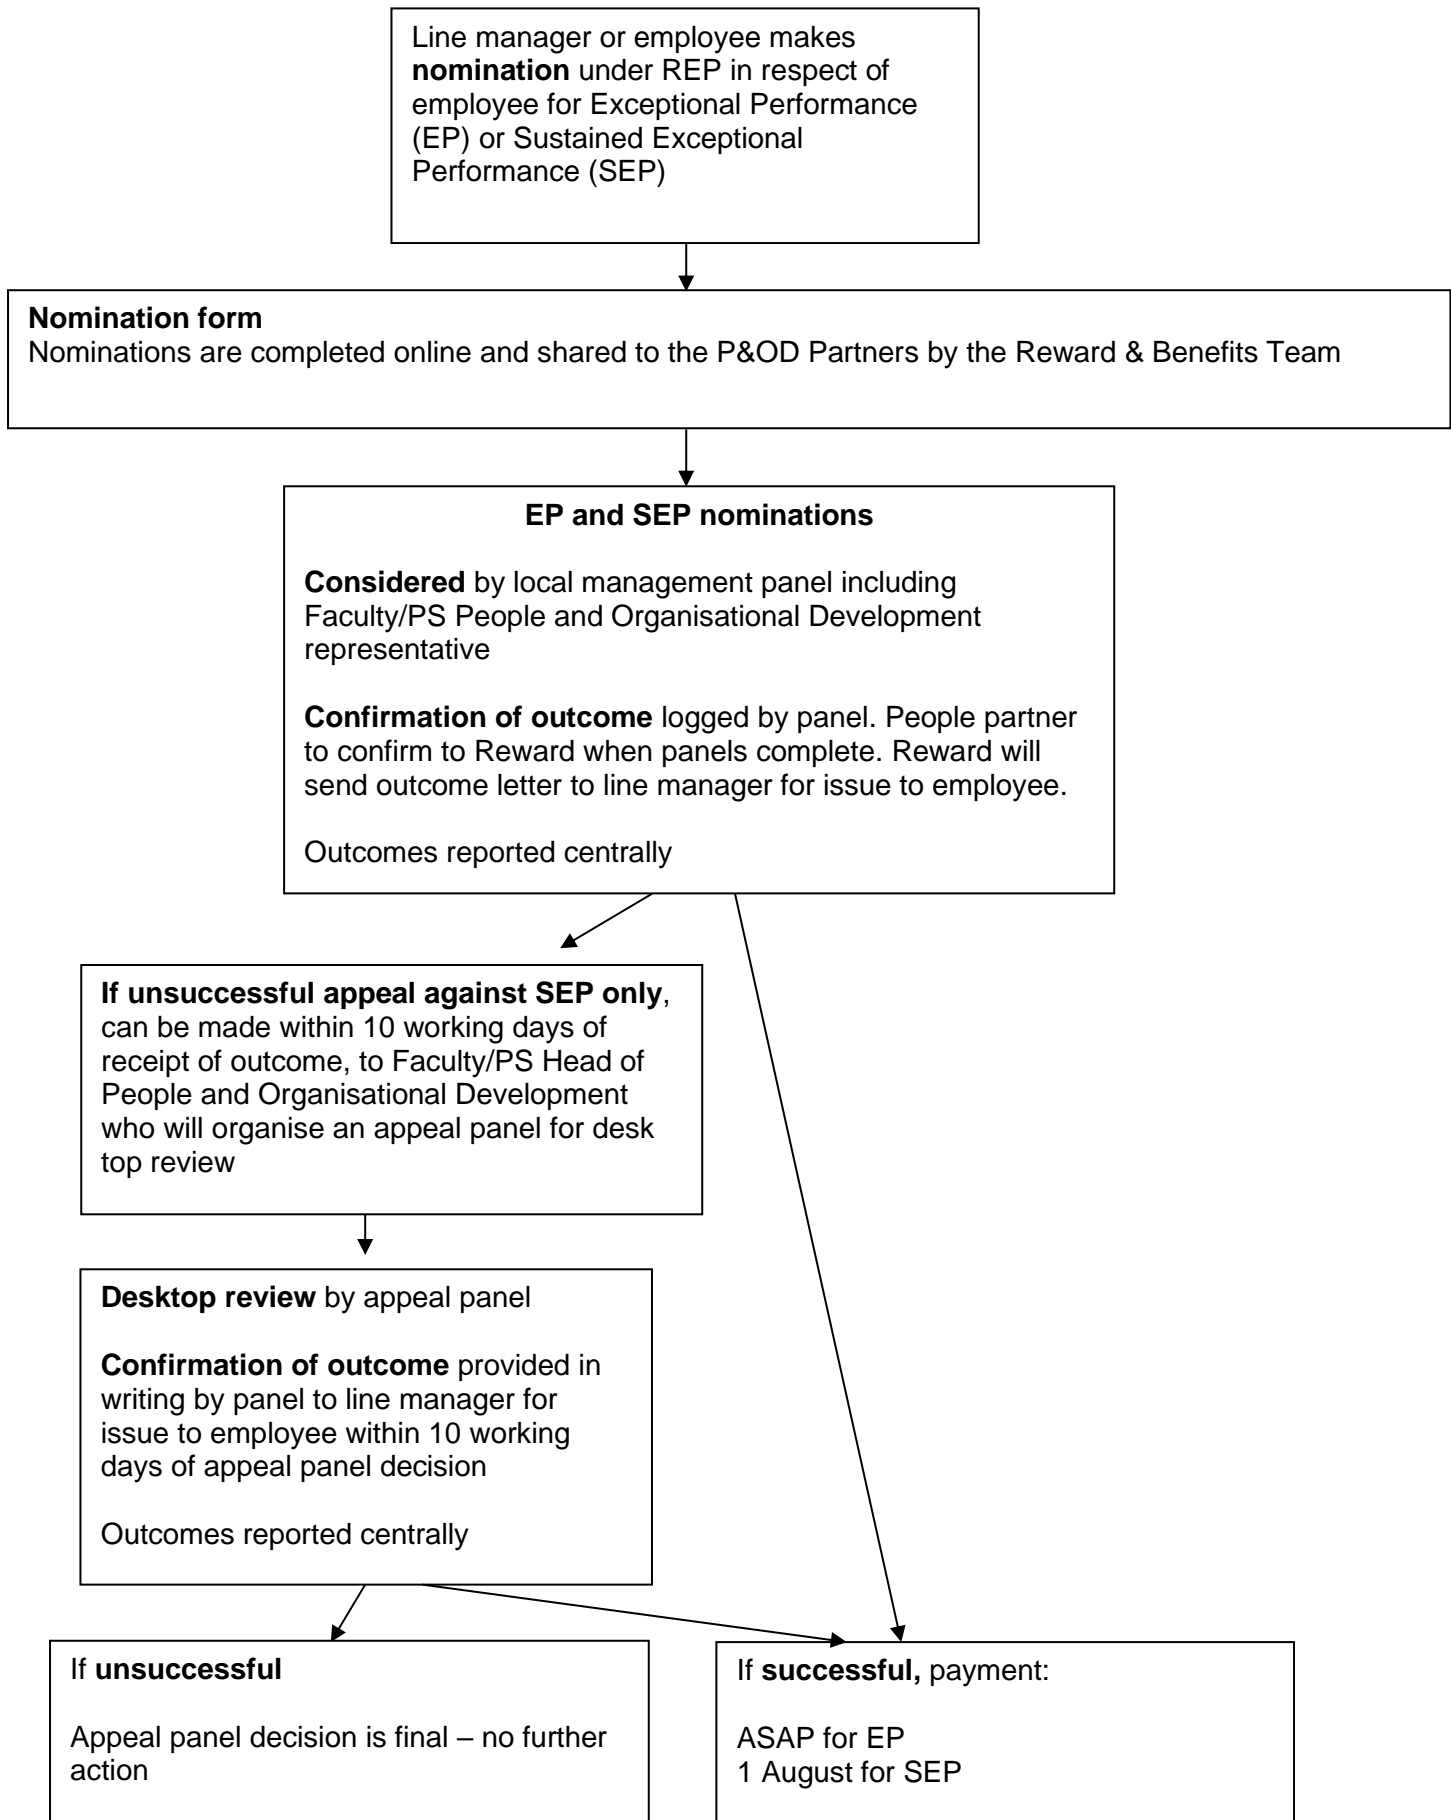 Line manager or employee makes
nomination under REP in respect of
employee for Exceptional Performance
(EP) or Sustained Exceptional
Performance (SEP)
Nomination form
Nominations are completed online and shared to the P&OD Partners by the Reward & Benefits Team
EP and SEP nominations
Considered by local management panel including
Faculty/PS People and Organisational Development
representative
Confirmation of outcome logged by panel. People partner
to confirm to Reward when panels complete. Reward will
send outcome letter to line manager for issue to employee.
Outcomes reported centrally
If unsuccessful appeal against SEP only,
can be made within 10 working days of
receipt of outcome, to Faculty/PS Head of
People and Organisational Development
who will organise an appeal panel for desk
top review
Desktop review by appeal panel
Confirmation of outcome provided in
writing by panel to line manager for
issue to employee within 10 working
days of appeal panel decision
Outcomes reported centrally
If unsuccessful
Appeal panel decision is final – no further
action
If successful, payment:
ASAP for EP
1 August for SEP